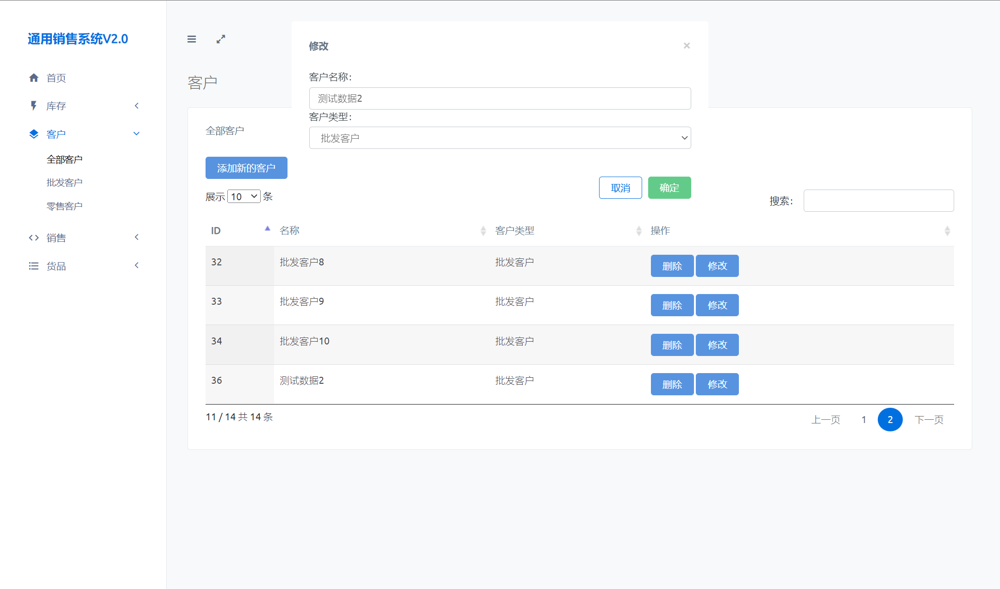 通用销售系统V2.0
首页
库存
客户
全部客户
批发客户
零售客户
销售
货品
客户
修改
×
客户名称：
测试数据2
客户类型：
批发客户
取消 确定
全部客户
添加新的客户
展示 10 条
搜索：
ID 名称 客户类型 操作
32 批发客户8 批发客户 删除 修改
33 批发客户9 批发客户 删除 修改
34 批发客户10 批发客户 删除 修改
36 测试数据2 批发客户 删除 修改
11 / 14 共 14 条
上一页 1 2 下一页